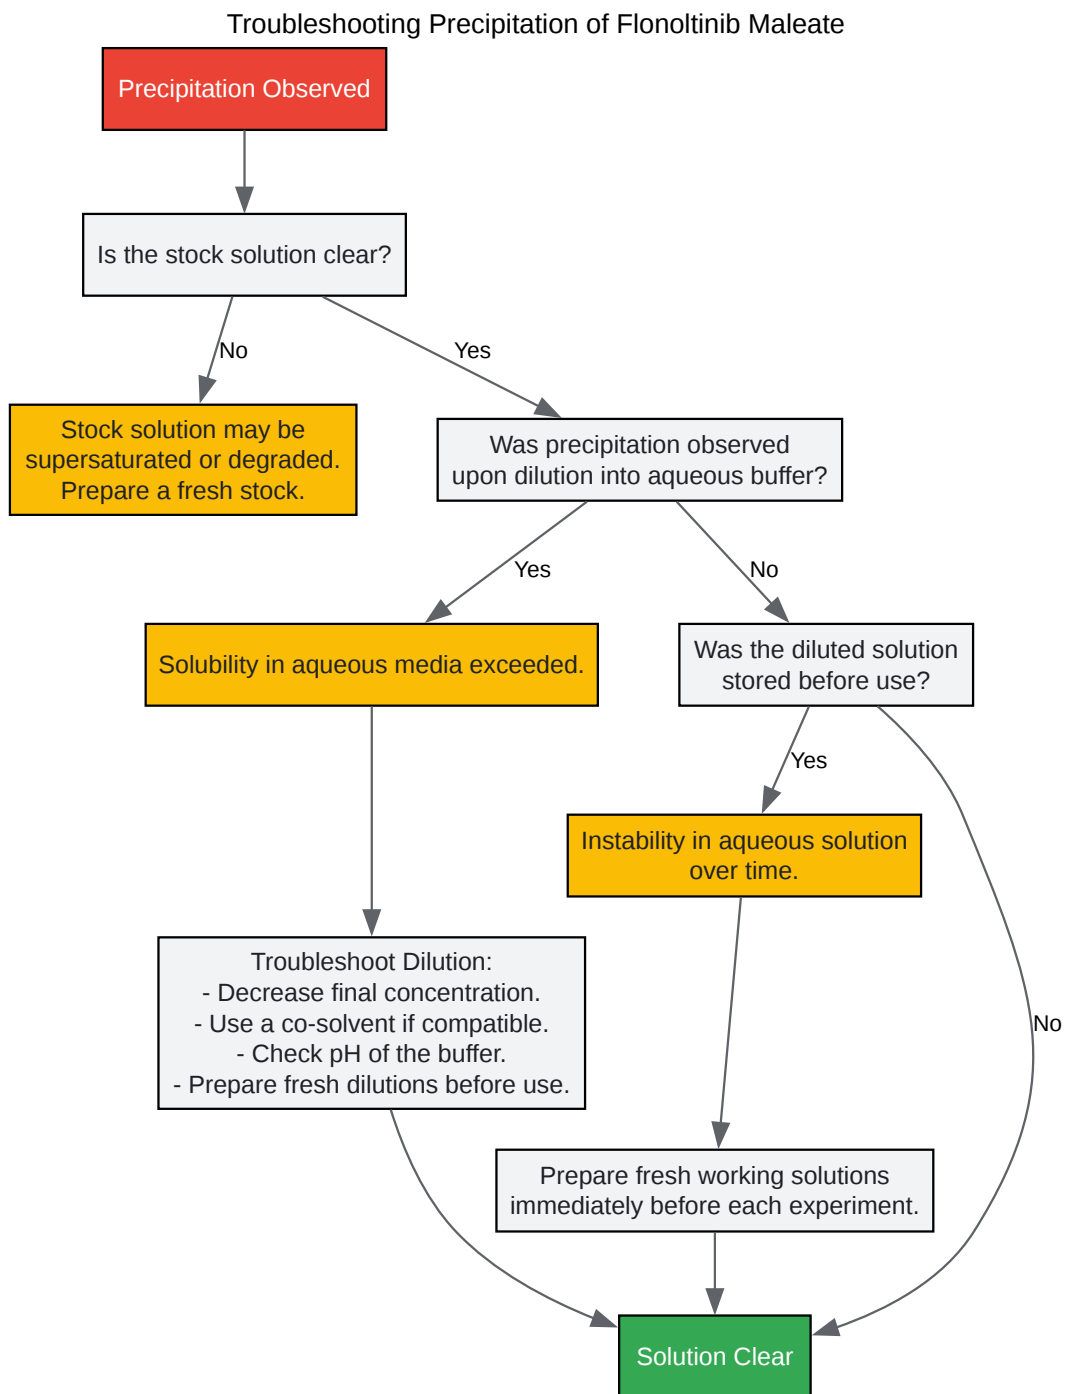 Troubleshooting Precipitation of Flonoltinib Maleate
Precipitation Observed
Is the stock solution clear?
No
Yes
Stock solution may be
supersaturated or degraded.
Prepare a fresh stock.
Was precipitation observed
upon dilution into aqueous buffer?
Yes
No
Solubility in aqueous media exceeded.
Was the diluted solution
stored before use?
Yes
Instability in aqueous solution
over time.
Troubleshoot Dilution:
- Decrease final concentration.
- Use a co-solvent if compatible.
- Check pH of the buffer.
- Prepare fresh dilutions before use.
No
Prepare fresh working solutions
immediately before each experiment.
Solution Clear